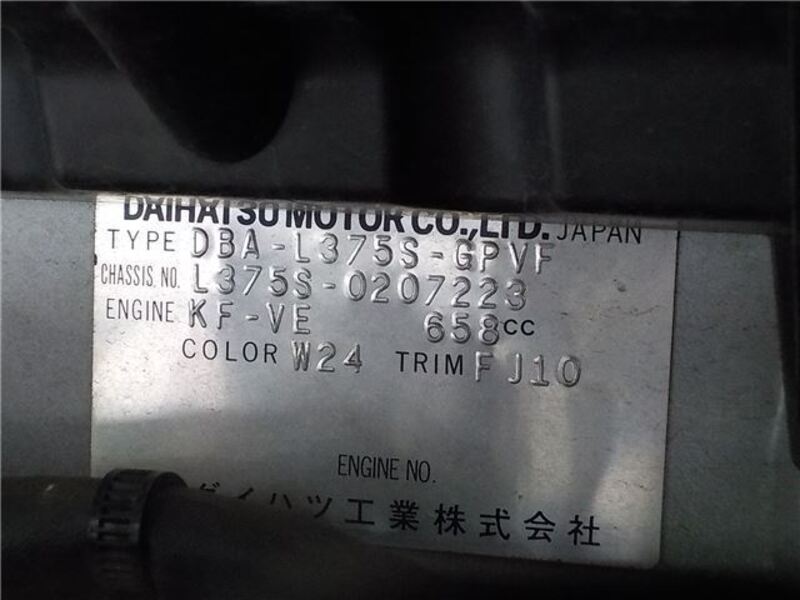 DAIHATSU MOTOR CO.,LTD. JAPAN
TYPE DBA-L375S-GPVF
CHASSIS NO. L375S-0207223
ENGINE KF-VE 658CC
COLOR W24 TRIM FJ10
ENGINE NO.
ダイハツ工業株式会社